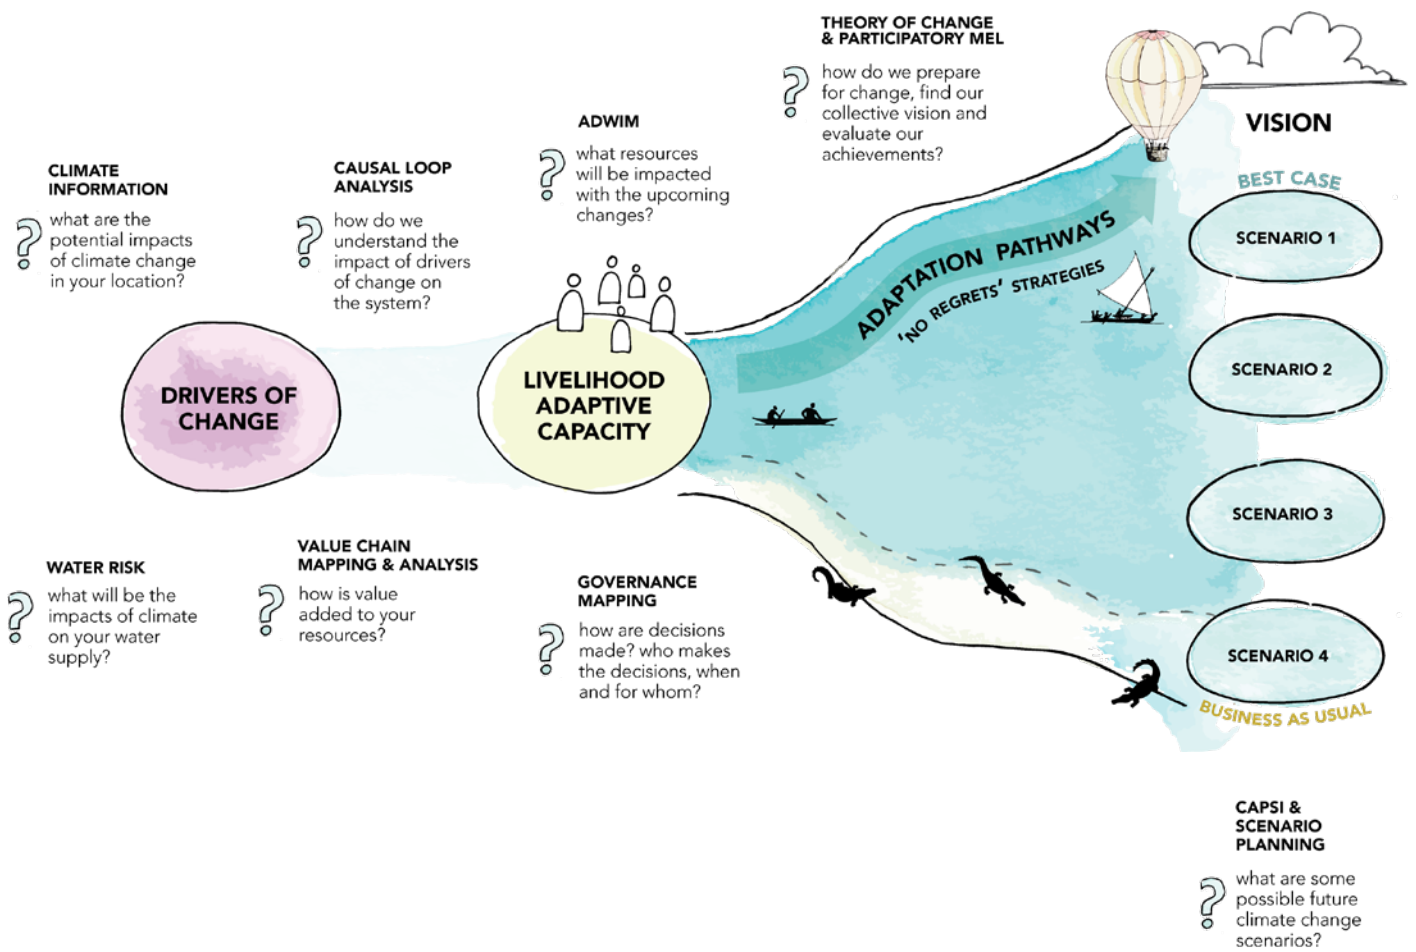 THEORY OF CHANGE
& PARTICIPATORY MEL
how do we prepare
for change, find our
collective vision and
evaluate our
achievements?
ADWIM
what resources
will be impacted
with the upcoming
changes?
CLIMATE
INFORMATION
what are the
potential impacts
of climate change
in your location?
CAUSAL LOOP
ANALYSIS
how do we
understand the
impact of drivers
of change on
the system?
VISION
BEST CASE
SCENARIO 1
SCENARIO 2
SCENARIO 3
SCENARIO 4
BUSINESS AS USUAL
ADAPTATION PATHWAYS
'NO REGRETS' STRATEGIES
DRIVERS OF
CHANGE
LIVELIHOOD
ADAPTIVE
CAPACITY
WATER RISK
what will be the
impacts of climate
on your water
supply?
VALUE CHAIN
MAPPING & ANALYSIS
how is value
added to your
resources?
GOVERNANCE
MAPPING
how are decisions
made? who makes
the decisions, when
and for whom?
CAPSI &
SCENARIO
PLANNING
what are some
possible future
climate change
scenarios?